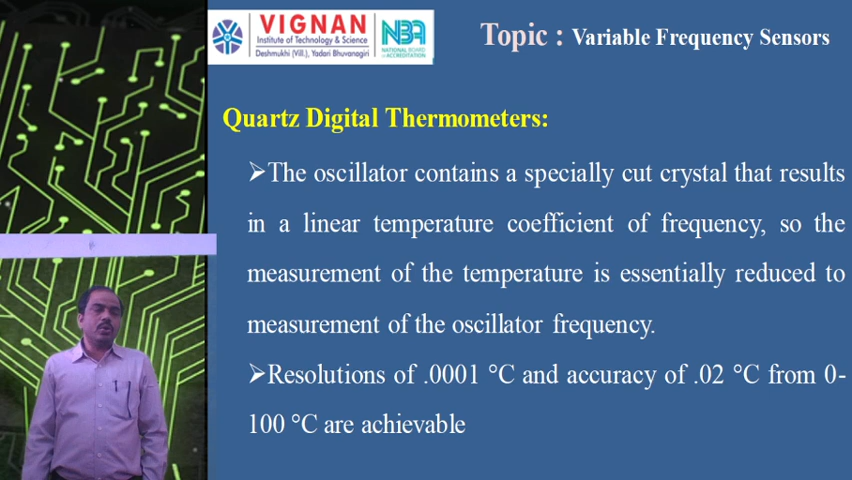 VIGNAN
Institute of Technology & Science
Deshmukhi (Vill.), Yadari Bhuvanagiri
NBA
NATIONAL BOARD
of ACCREDITATION
Topic : Variable Frequency Sensors
Quartz Digital Thermometers:
➢The oscillator contains a specially cut crystal that results
in a linear temperature coefficient of frequency, so the
measurement of the temperature is essentially reduced to
measurement of the oscillator frequency.
➢Resolutions of .0001 °C and accuracy of .02 °C from 0-
100 °C are achievable